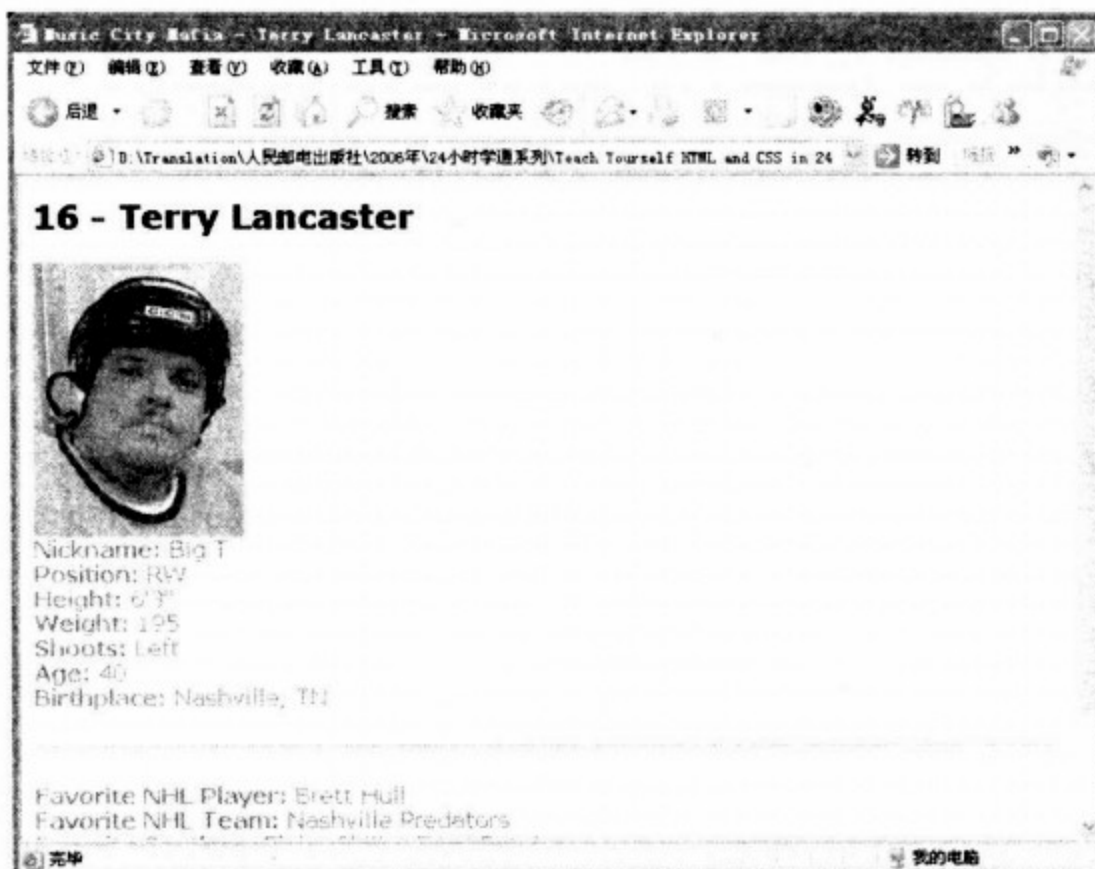 Music City Mafia - Terry Lancaster - Microsoft Internet Explorer
文件(F) 编辑(E) 查看(V) 收藏(A) 工具(T) 帮助(H)
后退 搜索 收藏夹
D:\Translation\人民邮电出版社\2006年\24小时学通系列\Teach Yourself HTML and CSS in 24 转到 »
16 - Terry Lancaster
Nickname: Big T
Position: RW
Height: 6'3"
Weight: 195
Shoots: Left
Age: 40
Birthplace: Nashville, TN
Favorite NHL Player: Brett Hull
Favorite NHL Team: Nashville Predators
完毕 我的电脑